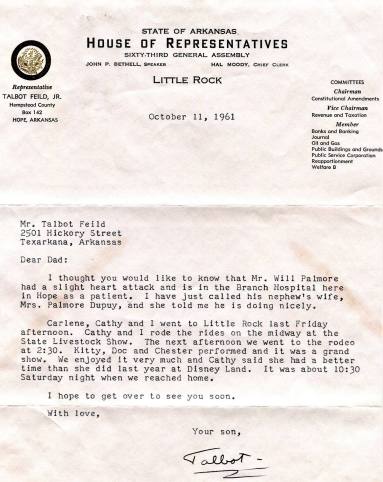 STATE OF ARKANSAS
HOUSE OF REPRESENTATIVES
SIXTY-THIRD GENERAL ASSEMBLY
JOHN P. BETHELL, SPEAKER HAL MOODY, CHIEF CLERK
LITTLE ROCK
Representative
TALBOT FEILD, JR.
Hempstead County
Box 142
HOPE, ARKANSAS
COMMITTEES
Chairman
Constitutional Amendments
Vice Chairman
Revenue and Taxation
Member
Banks and Banking
Journal
Oil and Gas
Public Buildings and Grounds
Public Service Corporation
Reapportionment
Welfare B
October 11, 1961
Mr. Talbot Feild
2501 Hickory Street
Texarkana, Arkansas
Dear Dad:
I thought you would like to know that Mr. Will Palmore
had a slight heart attack and is in the Branch Hospital here
in Hope as a patient. I have just called his nephew's wife,
Mrs. Palmore Dupuy, and she told me he is doing nicely.
Carlene, Cathy and I went to Little Rock last Friday
afternoon. Cathy and I rode the rides on the midway at the
State Livestock Show. The next afternoon we went to the rodeo
at 2:30. Kitty, Doc and Chester performed and it was a grand
show. We enjoyed it very much and Cathy said she had a better
time than she did last year at Disney Land. It was about 10:30
Saturday night when we reached home.
I hope to get over to see you soon.
With love,
Your son,
Talbot-